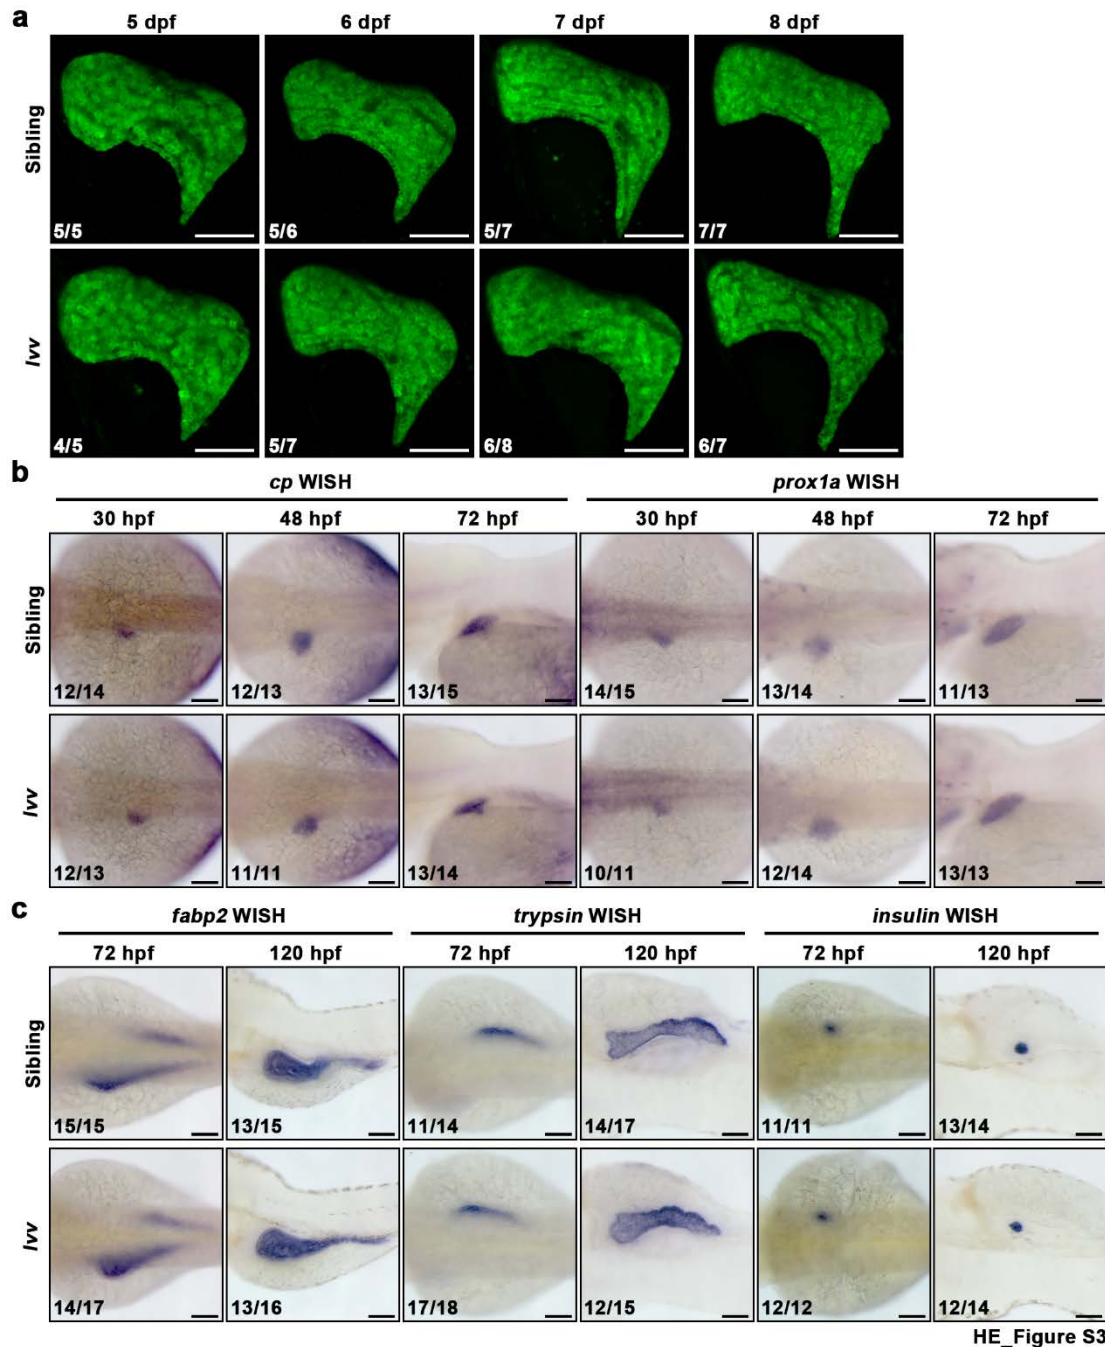 a
5 dpf 6 dpf 7 dpf 8 dpf
Sibling
5/5 5/6 5/7 7/7
lvv
4/5 5/7 6/8 6/7
b
cp WISH prox1a WISH
30 hpf 48 hpf 72 hpf 30 hpf 48 hpf 72 hpf
Sibling
12/14 12/13 13/15 14/15 13/14 11/13
lvv
12/13 11/11 13/14 10/11 12/14 13/13
c
fabp2 WISH trypsin WISH insulin WISH
72 hpf 120 hpf 72 hpf 120 hpf 72 hpf 120 hpf
Sibling
15/15 13/15 11/14 14/17 11/11 13/14
lvv
14/17 13/16 17/18 12/15 12/12 12/14
HE_Figure S3